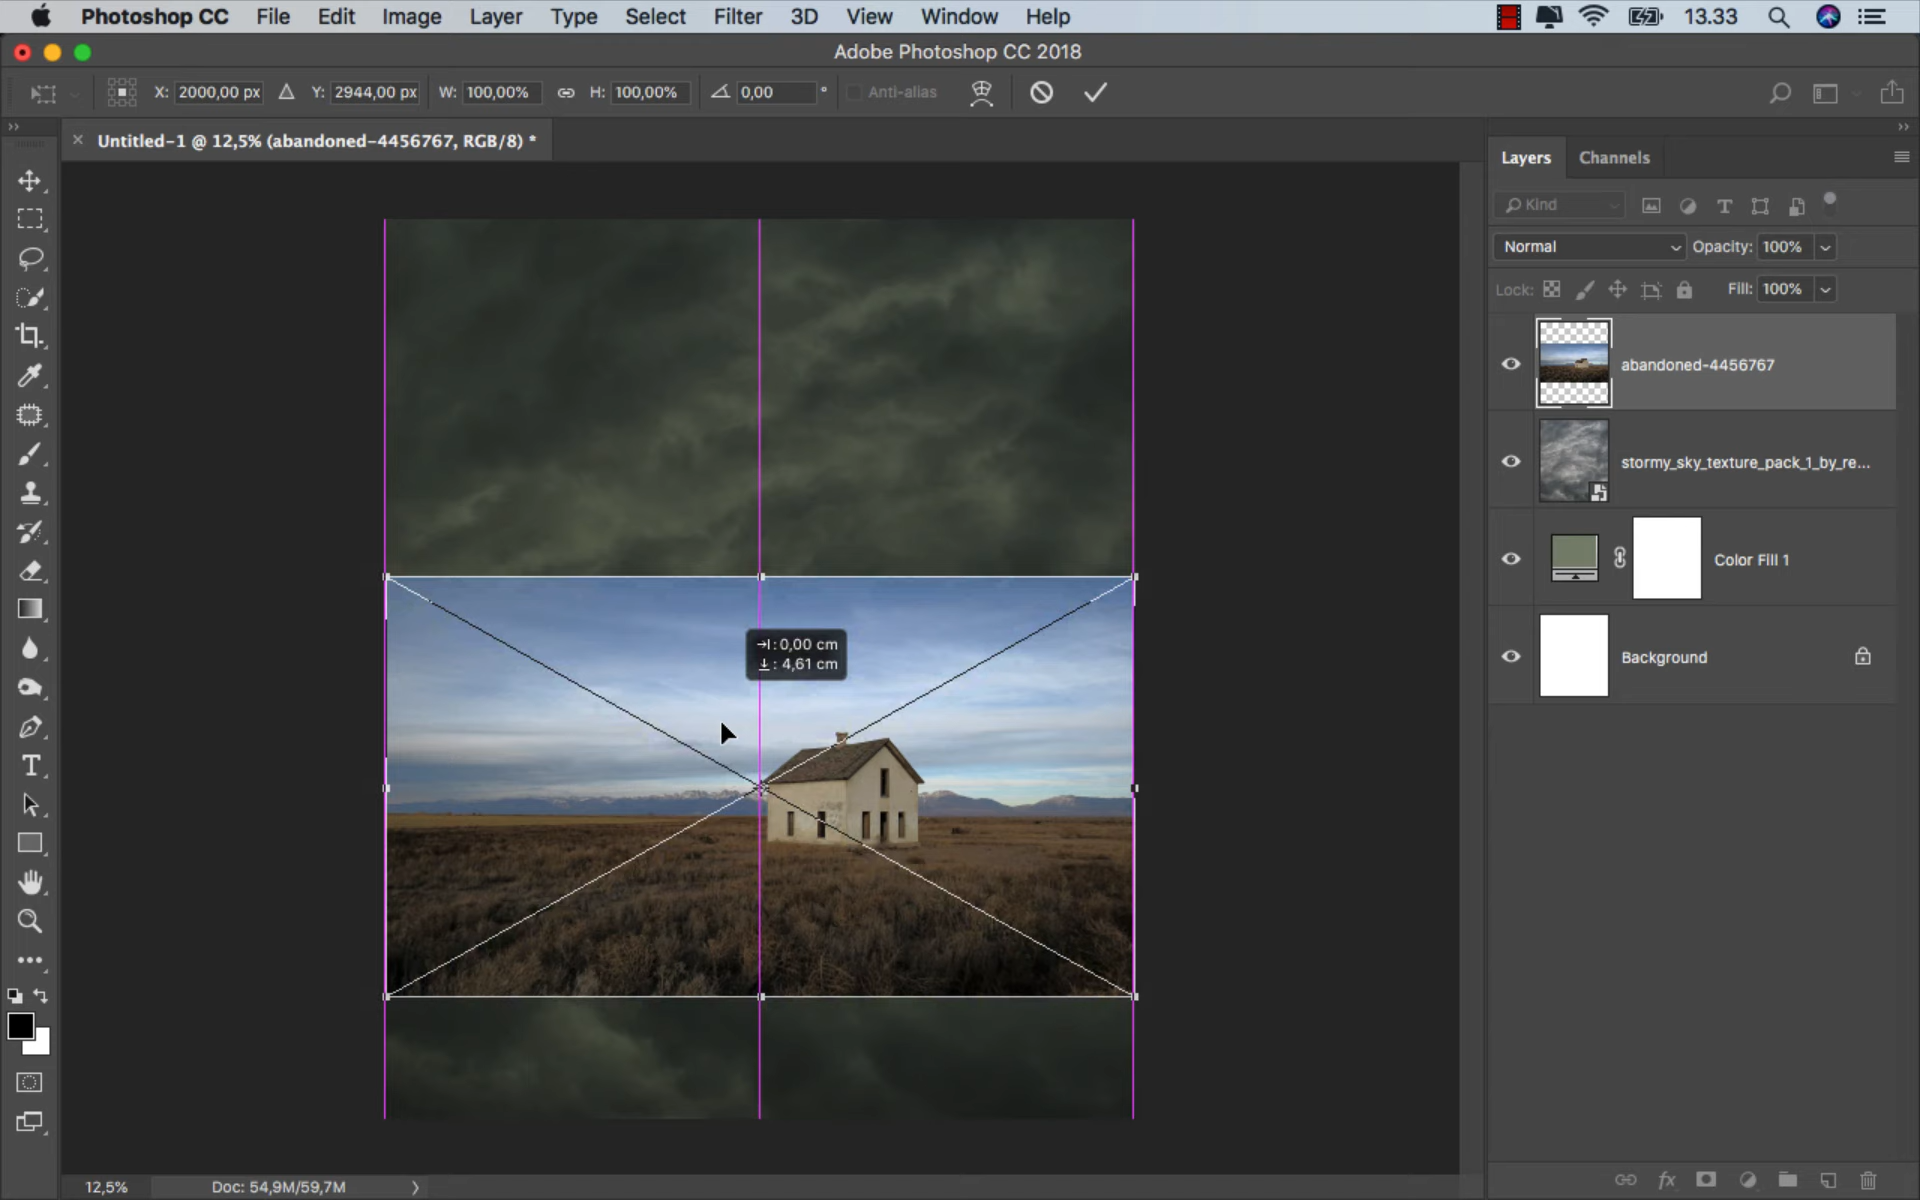 Photoshop CC File Edit Image Layer Type Select Filter 3D View Window Help 13.33
Adobe Photoshop CC 2018
X: 2000,00 px Y: 2944,00 px W: 100,00% H: 100,00% 0,00 ° Anti-alias
Untitled-1 @ 12,5% (abandoned-4456767, RGB/8) *
Layers Channels
Kind
Normal Opacity: 100%
Lock: Fill: 100%
abandoned-4456767
stormy_sky_texture_pack_1_by_re...
Color Fill 1
Background
: 0,00 cm
: 4,61 cm
12,5% Doc: 54,9M/59,7M